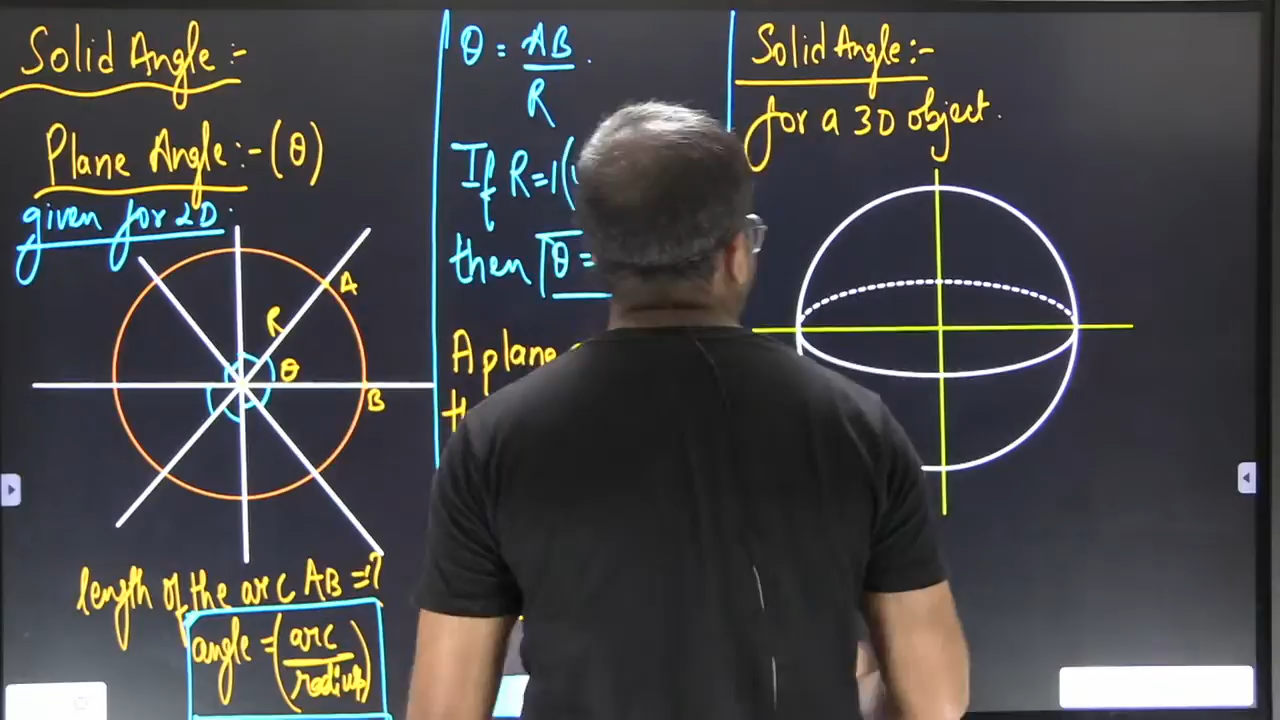 Solid Angle:-
Plane Angle:-(θ)
given for 2D.
A
R
θ
B
length of the arc AB=?
angle = (arc/radius)
θ = AB/R.
If R=1(
then θ =
A plane
Solid Angle:-
for a 3D object.